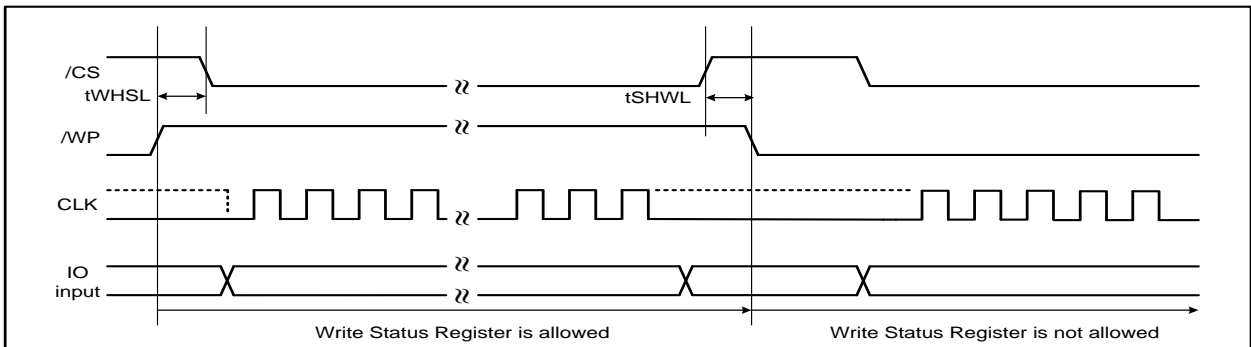 /CS
tWHSL
tSHWL
/WP
CLK
IO
input
Write Status Register is allowed
Write Status Register is not allowed